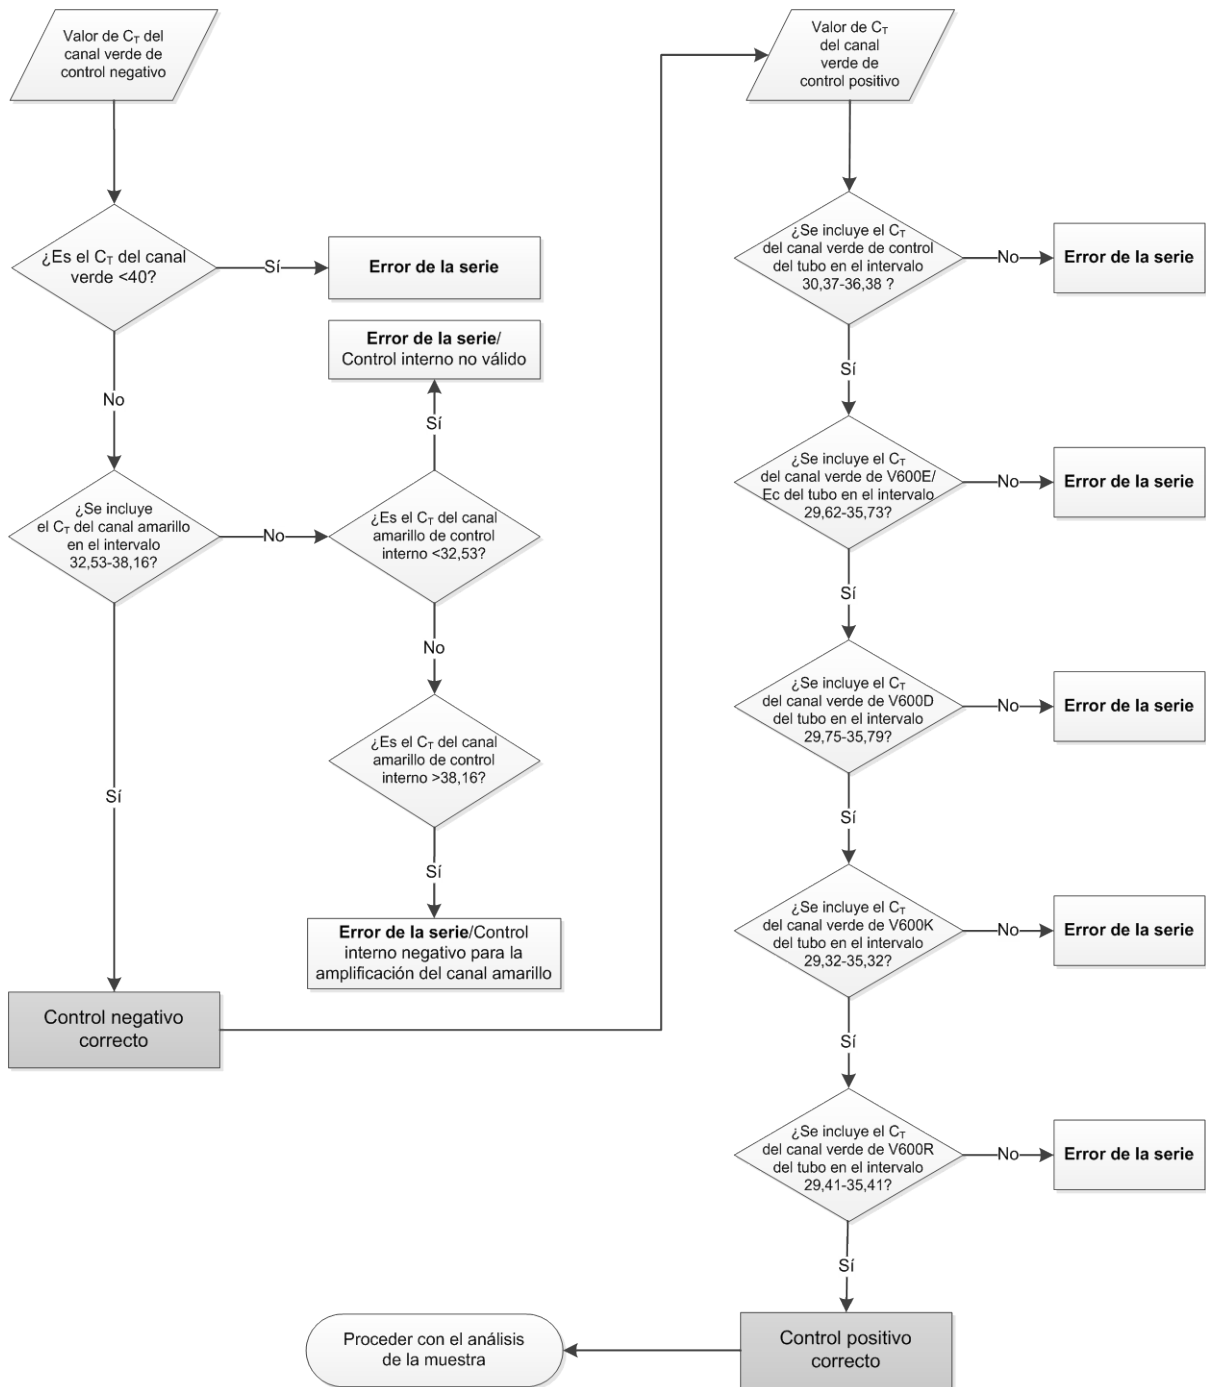 Valor de CT del
canal verde de
control negativo
¿Es el CT del canal
verde <40?
Sí
Error de la serie
No
¿Se incluye
el CT del canal amarillo
en el intervalo
32,53-38,16?
No
¿Es el CT del canal
amarillo de control
interno <32,53?
Sí
Error de la serie/
Control interno no válido
No
¿Es el CT del canal
amarillo de control
interno >38,16?
Sí
Error de la serie/Control
interno negativo para la
amplificación del canal amarillo
Sí
Control negativo
correcto
Valor de CT
del canal
verde de
control positivo
¿Se incluye el CT
del canal verde de control
del tubo en el intervalo
30,37-36,38 ?
No
Error de la serie
Sí
¿Se incluye el CT
del canal verde de V600E/
Ec del tubo en el intervalo
29,62-35,73?
No
Error de la serie
Sí
¿Se incluye el CT
del canal verde de V600D
del tubo en el intervalo
29,75-35,79?
No
Error de la serie
Sí
¿Se incluye el CT
del canal verde de V600K
del tubo en el intervalo
29,32-35,32?
No
Error de la serie
Sí
¿Se incluye el CT
del canal verde de V600R
del tubo en el intervalo
29,41-35,41?
No
Error de la serie
Sí
Control positivo
correcto
Proceder con el análisis
de la muestra